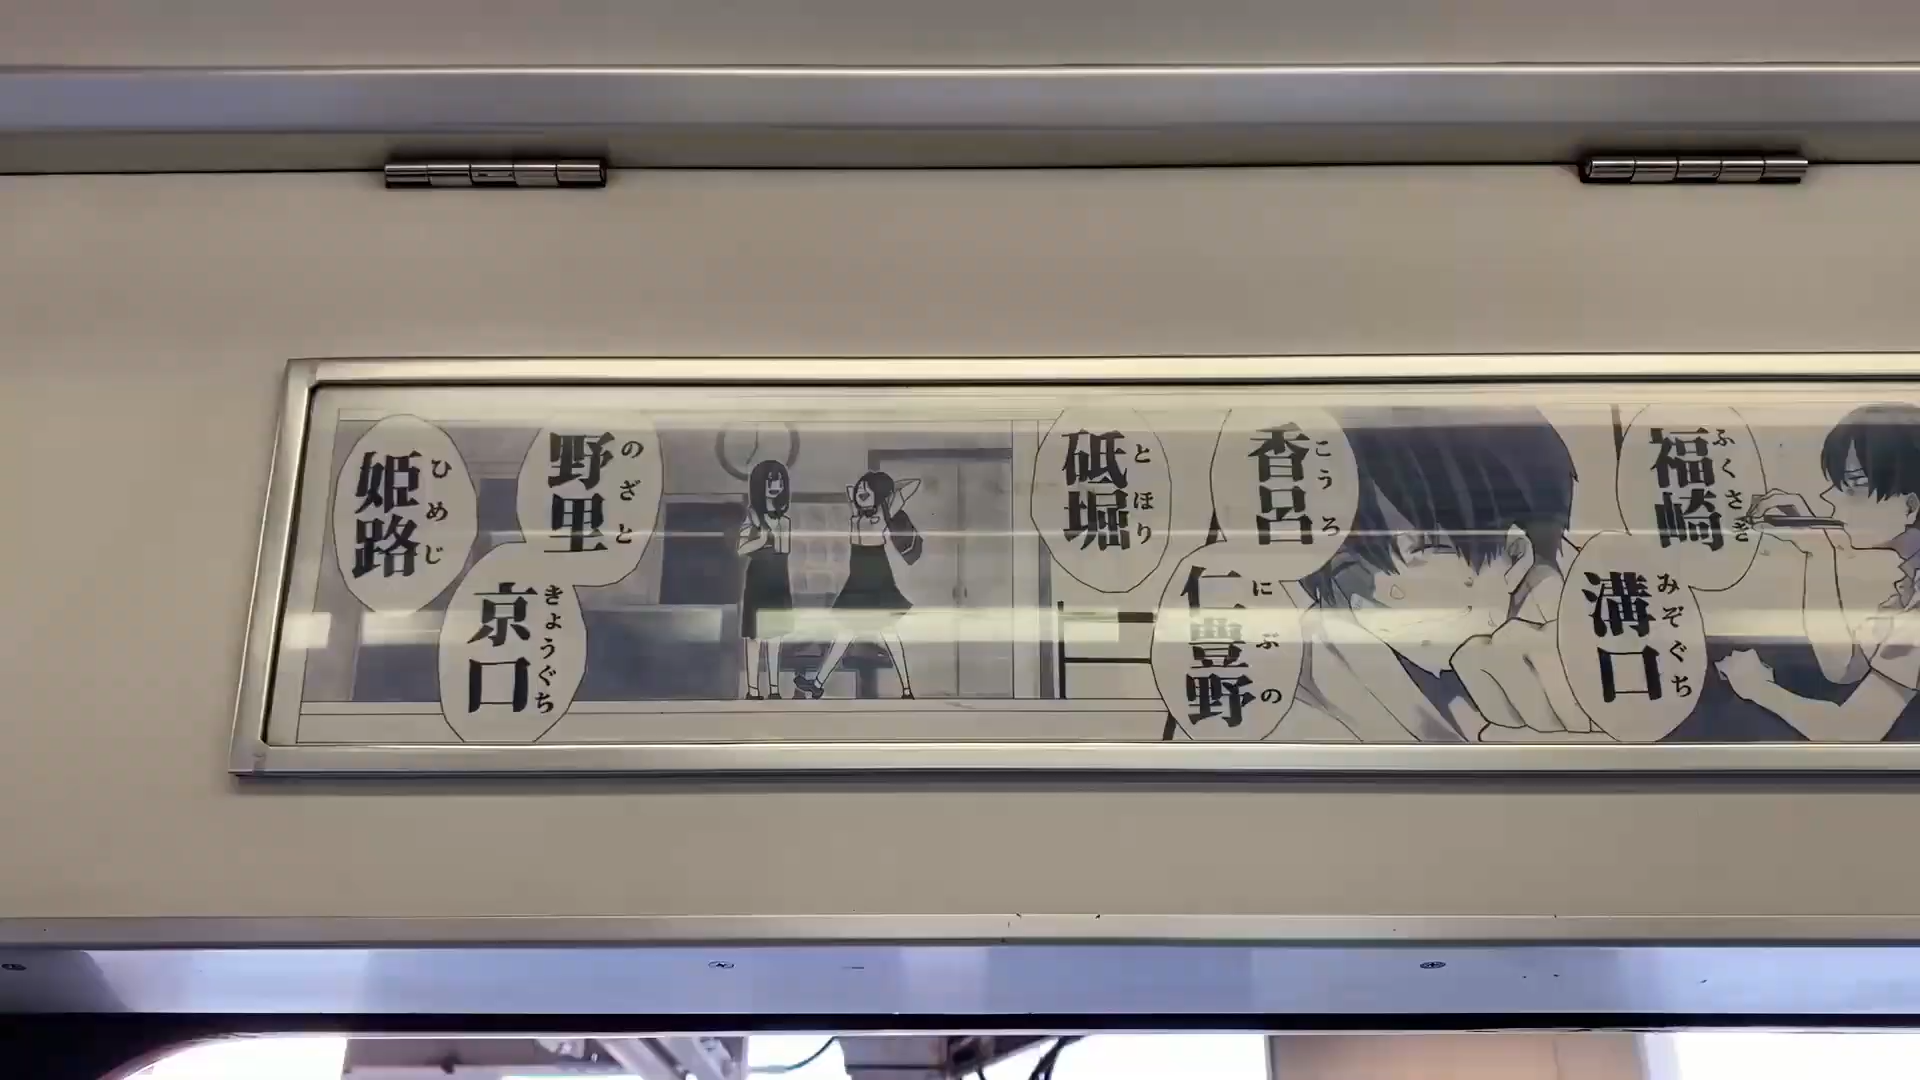 姫路
ひめじ
野里
のざと
京口
きょうぐち
砥堀
とほり
香呂
こうろ
仁豊野
にぶの
福崎
ふくさき
溝口
みぞぐち